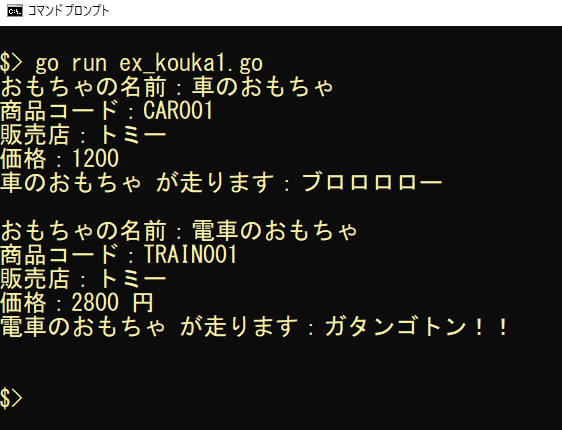 コマンド プロンプト
$> go run ex_kouka1.go
おもちゃの名前：車のおもちゃ
商品コード：CAR001
販売店：トミー
価格：1200
車のおもちゃ が走ります：ブロロロロー
おもちゃの名前：電車のおもちゃ
商品コード：TRAIN001
販売店：トミー
価格：2800 円
電車のおもちゃ が走ります：ガタンゴトン！！
$>